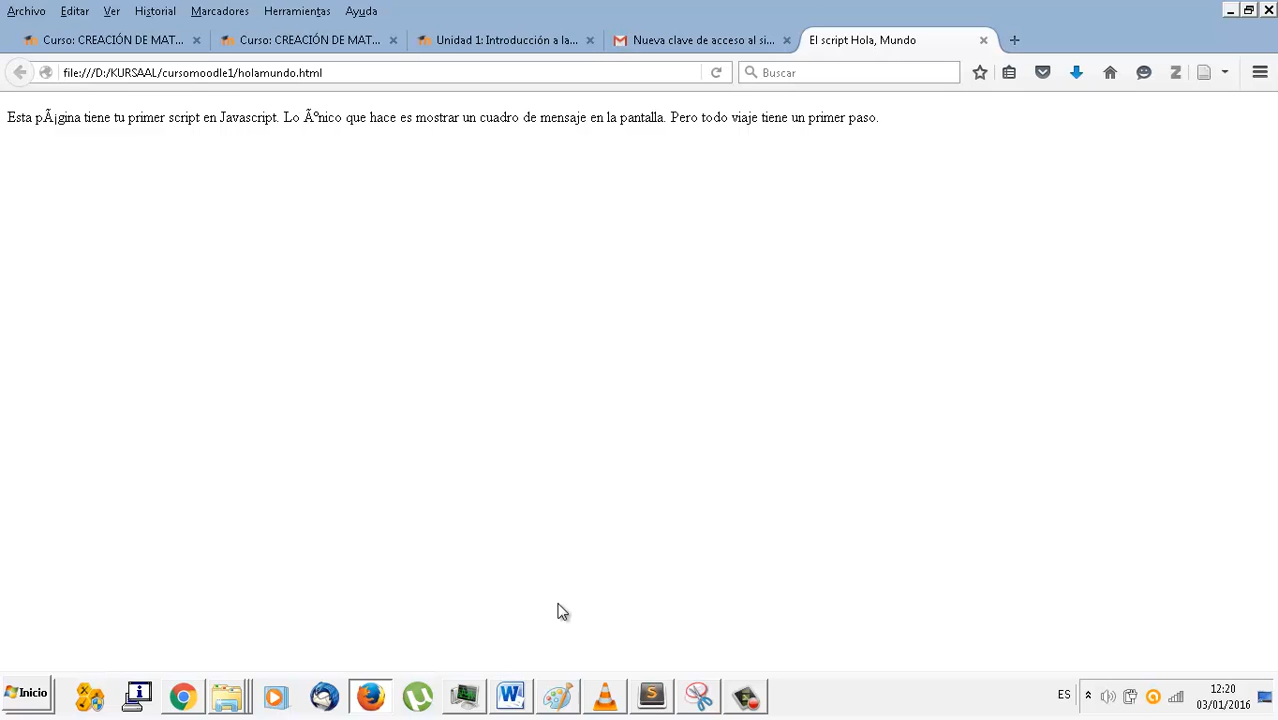 Archivo Editar Ver Historial Marcadores Herramientas Ayuda
Curso: CREACIÓN DE MAT... Curso: CREACIÓN DE MAT... Unidad 1: Introducción a la... Nueva clave de acceso al si... El script Hola, Mundo
file:///D:/KURSAAL/cursomoodle1/holamundo.html Buscar
Esta pÃ¡gina tiene tu primer script en Javascript. Lo Ãºnico que hace es mostrar un cuadro de mensaje en la pantalla. Pero todo viaje tiene un primer paso.
Inicio ES 12:20
03/01/2016